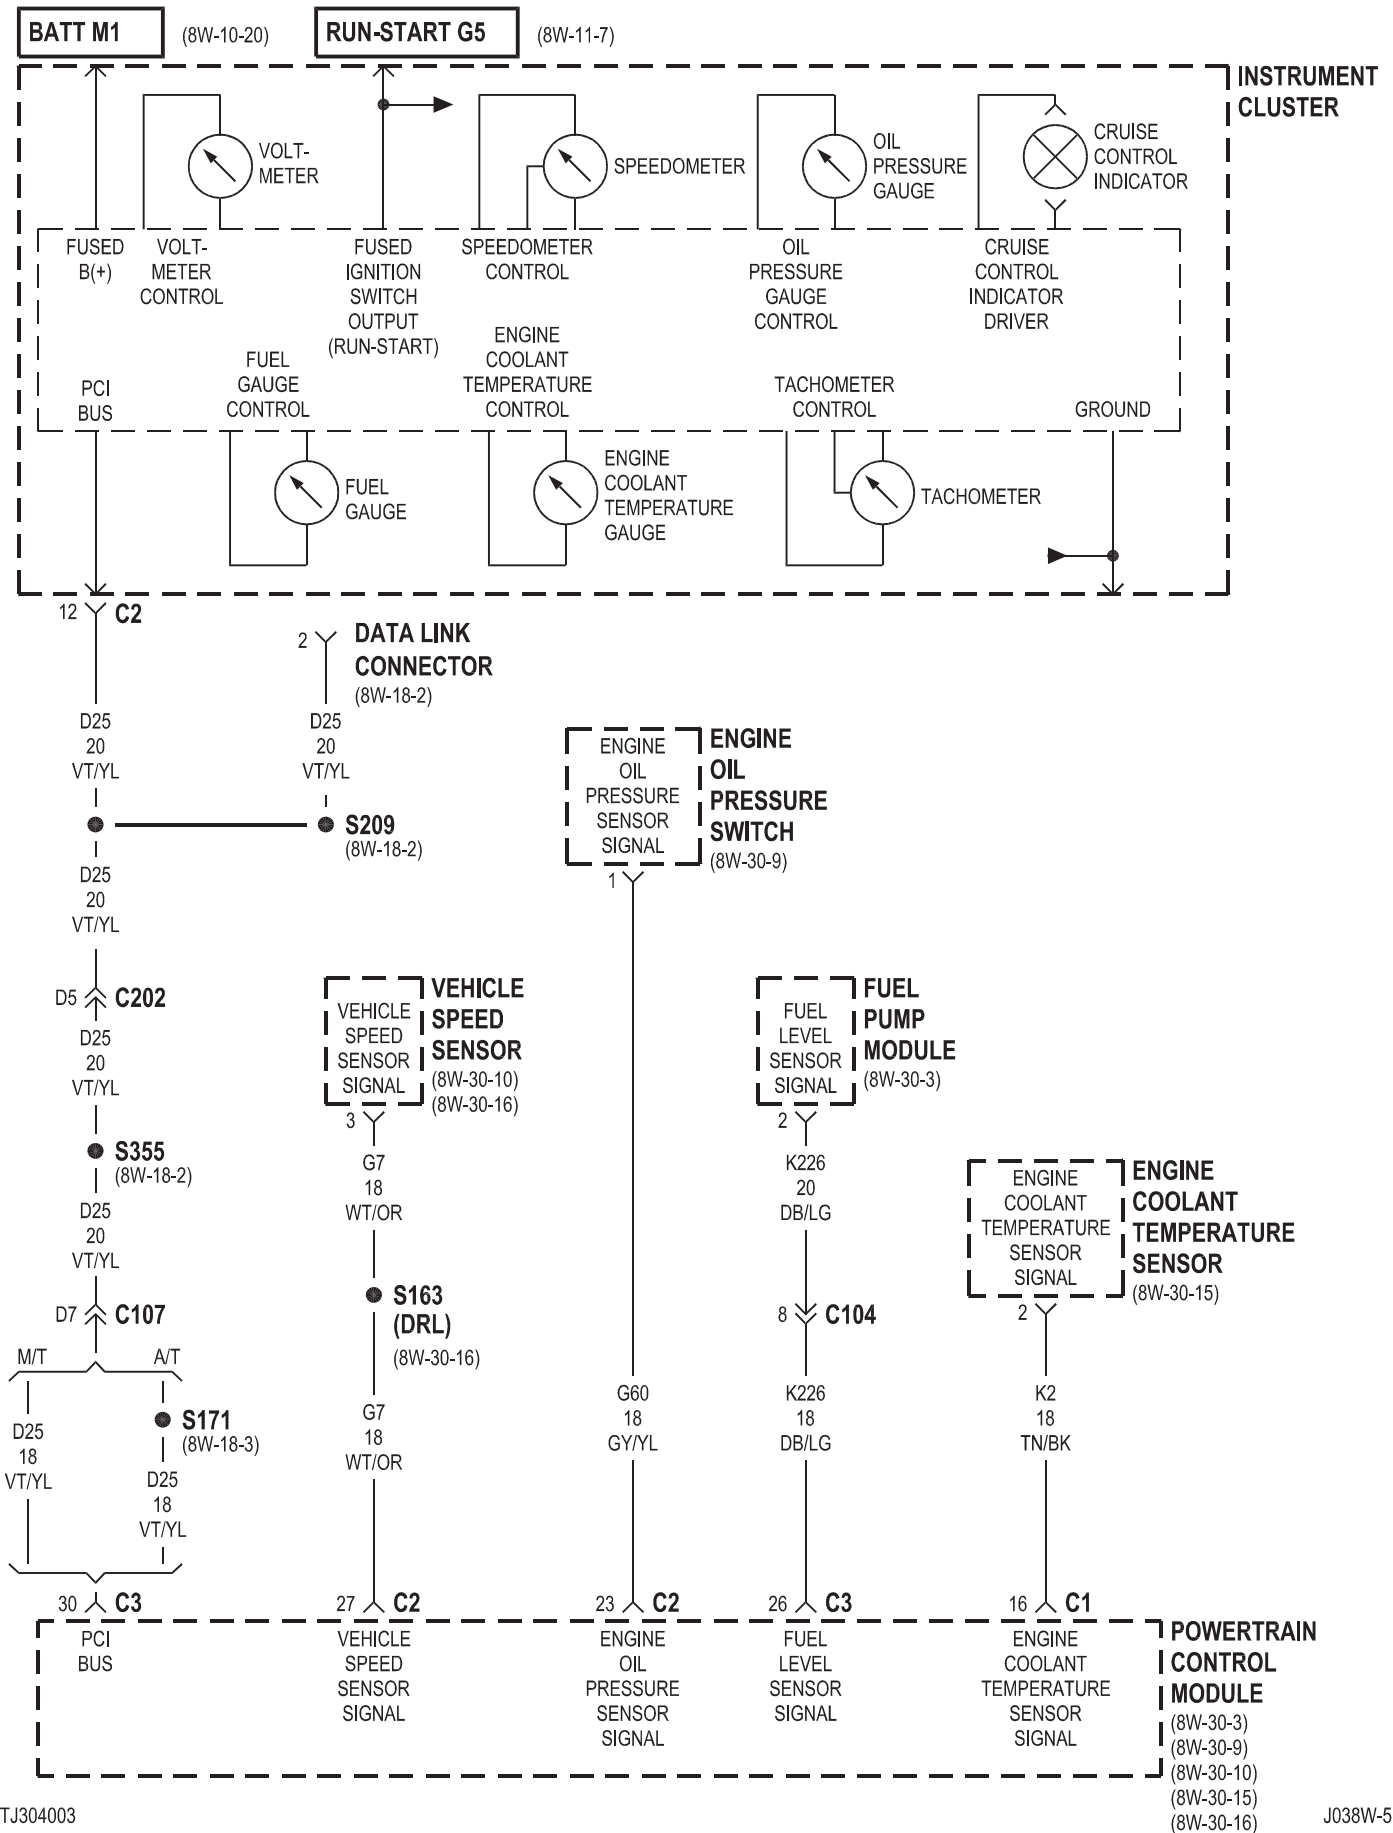 BATT M1 (8W-10-20) RUN-START G5 (8W-11-7)
INSTRUMENT
CLUSTER
VOLT-
METER
SPEEDOMETER
OIL
PRESSURE
GAUGE
CRUISE
CONTROL
INDICATOR
FUSED
B(+)
VOLT-
METER
CONTROL
FUSED
IGNITION
SWITCH
OUTPUT
(RUN-START)
SPEEDOMETER
CONTROL
OIL
PRESSURE
GAUGE
CONTROL
CRUISE
CONTROL
INDICATOR
DRIVER
PCI
BUS
FUEL
GAUGE
CONTROL
ENGINE
COOLANT
TEMPERATURE
CONTROL
TACHOMETER
CONTROL
GROUND
FUEL
GAUGE
ENGINE
COOLANT
TEMPERATURE
GAUGE
TACHOMETER
12 C2
2 DATA LINK
CONNECTOR
(8W-18-2)
D25
20
VT/YL
D25
20
VT/YL
S209
(8W-18-2)
ENGINE
OIL
PRESSURE
SENSOR
SIGNAL
ENGINE
OIL
PRESSURE
SWITCH
(8W-30-9)
1
D25
20
VT/YL
D5 C202
D25
20
VT/YL
S355
(8W-18-2)
D25
20
VT/YL
D7 C107
M/T A/T
D25
18
VT/YL
S171
(8W-18-3)
D25
18
VT/YL
VEHICLE
SPEED
SENSOR
SIGNAL
VEHICLE
SPEED
SENSOR
(8W-30-10)
(8W-30-16)
3
G7
18
WT/OR
S163
(DRL)
(8W-30-16)
G7
18
WT/OR
G60
18
GY/YL
FUEL
LEVEL
SENSOR
SIGNAL
FUEL
PUMP
MODULE
(8W-30-3)
2
K226
20
DB/LG
8 C104
K226
18
DB/LG
ENGINE
COOLANT
TEMPERATURE
SENSOR
SIGNAL
ENGINE
COOLANT
TEMPERATURE
SENSOR
(8W-30-15)
2
K2
18
TN/BK
30 C3
27 C2
23 C2
26 C3
16 C1
PCI
BUS
VEHICLE
SPEED
SENSOR
SIGNAL
ENGINE
OIL
PRESSURE
SENSOR
SIGNAL
FUEL
LEVEL
SENSOR
SIGNAL
ENGINE
COOLANT
TEMPERATURE
SENSOR
SIGNAL
POWERTRAIN
CONTROL
MODULE
(8W-30-3)
(8W-30-9)
(8W-30-10)
(8W-30-15)
(8W-30-16)
TJ304003 J038W-5